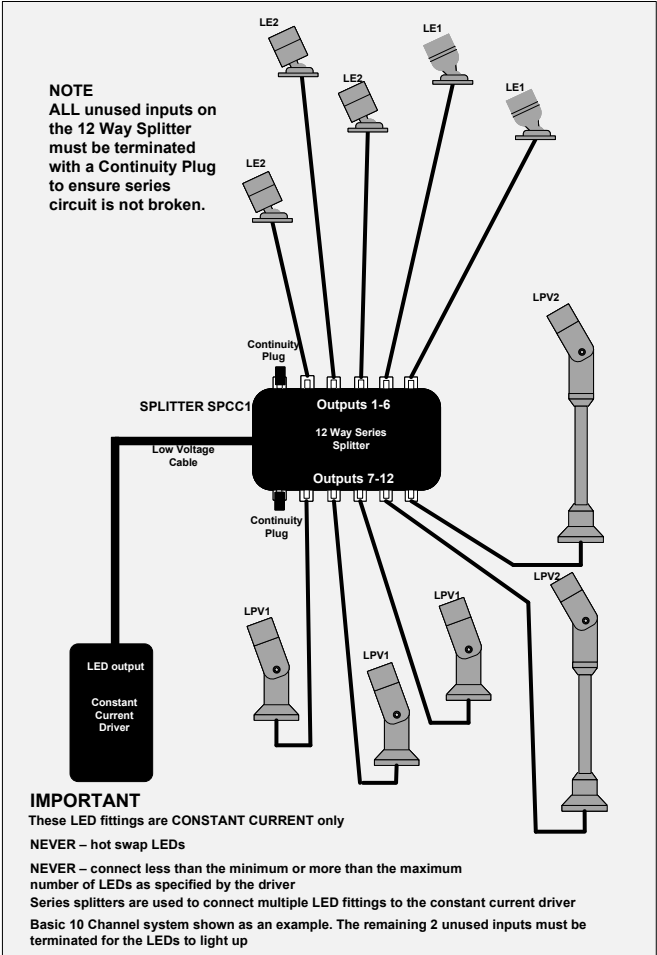 LE2
LE1
NOTE
ALL unused inputs on
the 12 Way Splitter
must be terminated
with a Continuity Plug
to ensure series
circuit is not broken.
LE2
LE1
LE2
LPV2
Continuity
Plug
SPLITTER SPCC1
Outputs 1-6
12 Way Series
Splitter
Low Voltage
Cable
Outputs 7-12
Continuity
Plug
LPV2
LPV1
LPV1
LPV1
LED output
Constant
Current
Driver
IMPORTANT
These LED fittings are CONSTANT CURRENT only
NEVER – hot swap LEDs
NEVER – connect less than the minimum or more than the maximum
number of LEDs as specified by the driver
Series splitters are used to connect multiple LED fittings to the constant current driver
Basic 10 Channel system shown as an example. The remaining 2 unused inputs must be
terminated for the LEDs to light up